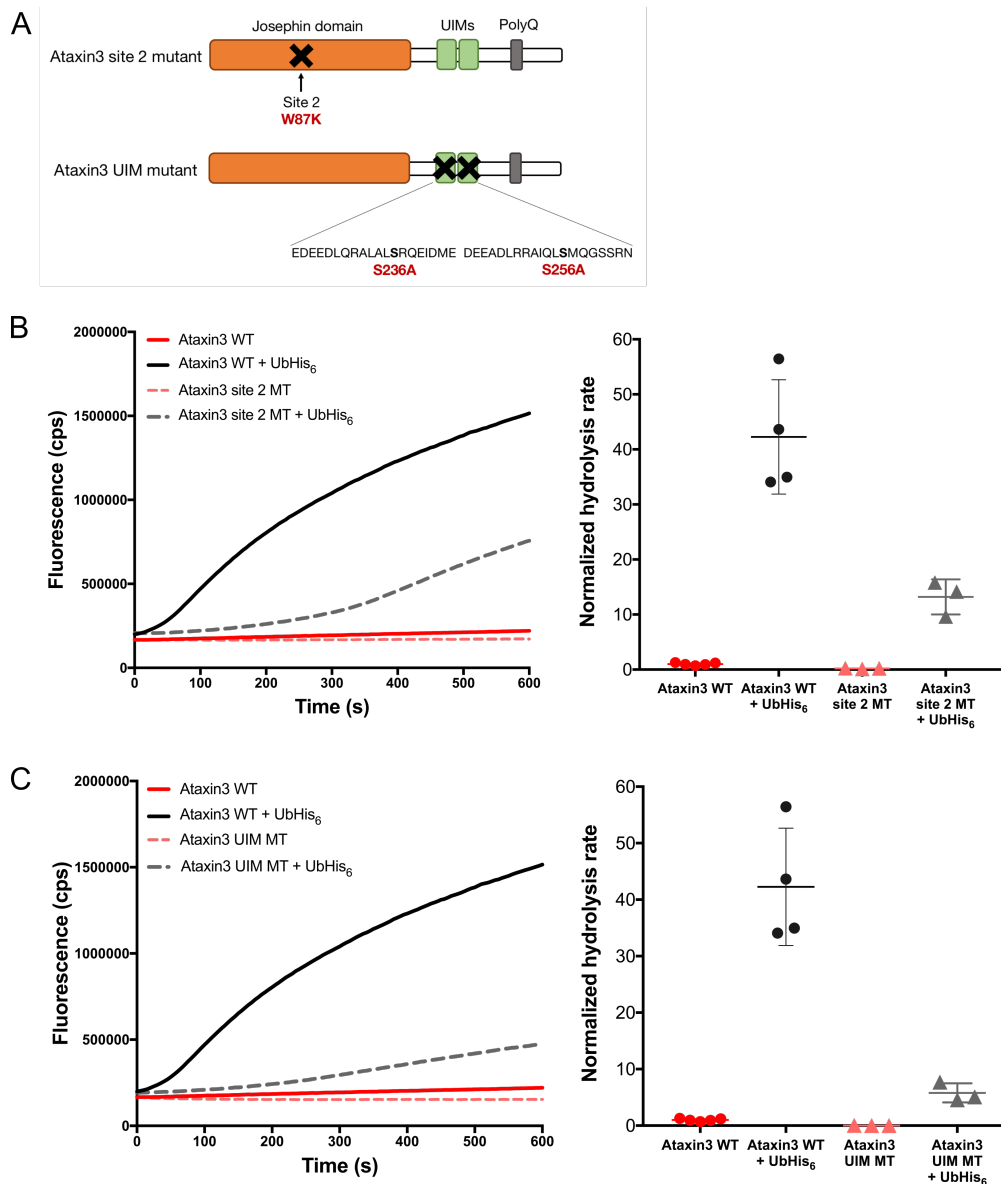 A
Josephin domain
UIMs
PolyQ
Ataxin3 site 2 mutant
Site 2
W87K
Ataxin3 UIM mutant
EDEEDLQRALALSRQEIDME DEEADLRRAIQLSMQGSSRN
S236A
S256A
B
2000000
1500000
1000000
500000
0
Fluorescence (cps)
Ataxin3 WT
Ataxin3 WT + UbHis6
Ataxin3 site 2 MT
Ataxin3 site 2 MT + UbHis6
0 100 200 300 400 500 600
Time (s)
60
50
40
30
20
10
0
Normalized hydrolysis rate
Ataxin3 WT
Ataxin3 WT
+ UbHis6
Ataxin3
site 2 MT
Ataxin3
site 2 MT
+ UbHis6
C
2000000
1500000
1000000
500000
0
Fluorescence (cps)
Ataxin3 WT
Ataxin3 WT + UbHis6
Ataxin3 UIM MT
Ataxin3 UIM MT + UbHis6
0 100 200 300 400 500 600
Time (s)
60
50
40
30
20
10
0
Normalized hydrolysis rate
Ataxin3 WT
Ataxin3 WT
+ UbHis6
Ataxin3
UIM MT
Ataxin3
UIM MT
+ UbHis6